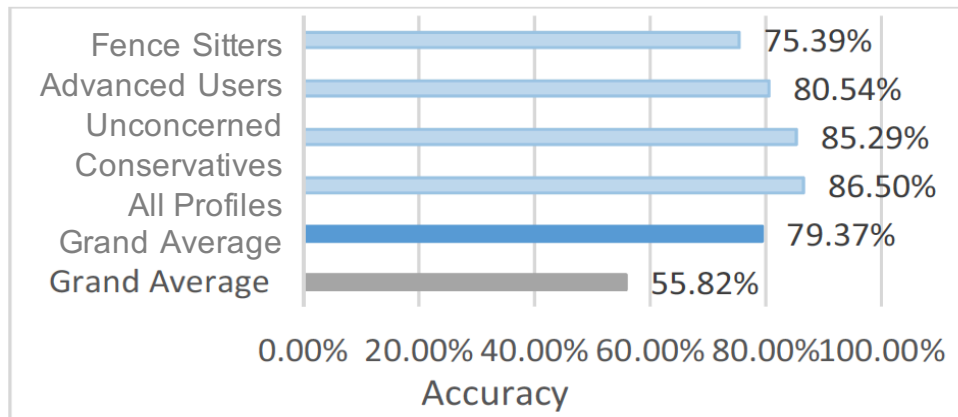 Fence Sitters 75.39%
Advanced Users 80.54%
Unconcerned 85.29%
Conservatives 86.50%
All Profiles
Grand Average 79.37%
Grand Average 55.82%
0.00% 20.00% 40.00% 60.00% 80.00% 100.00%
Accuracy